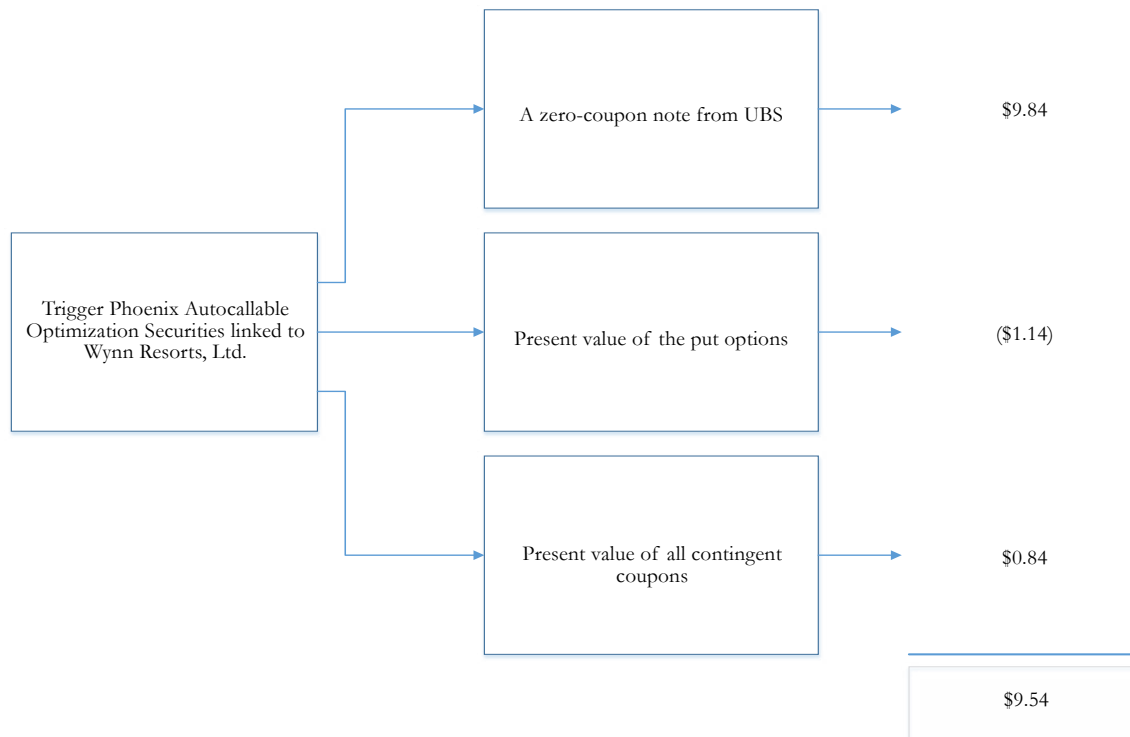 A zero-coupon note from UBS
$9.84
Trigger Phoenix Autocallable
Optimization Securities linked to
Wynn Resorts, Ltd.
Present value of the put options
($1.14)
Present value of all contingent
coupons
$0.84
$9.54